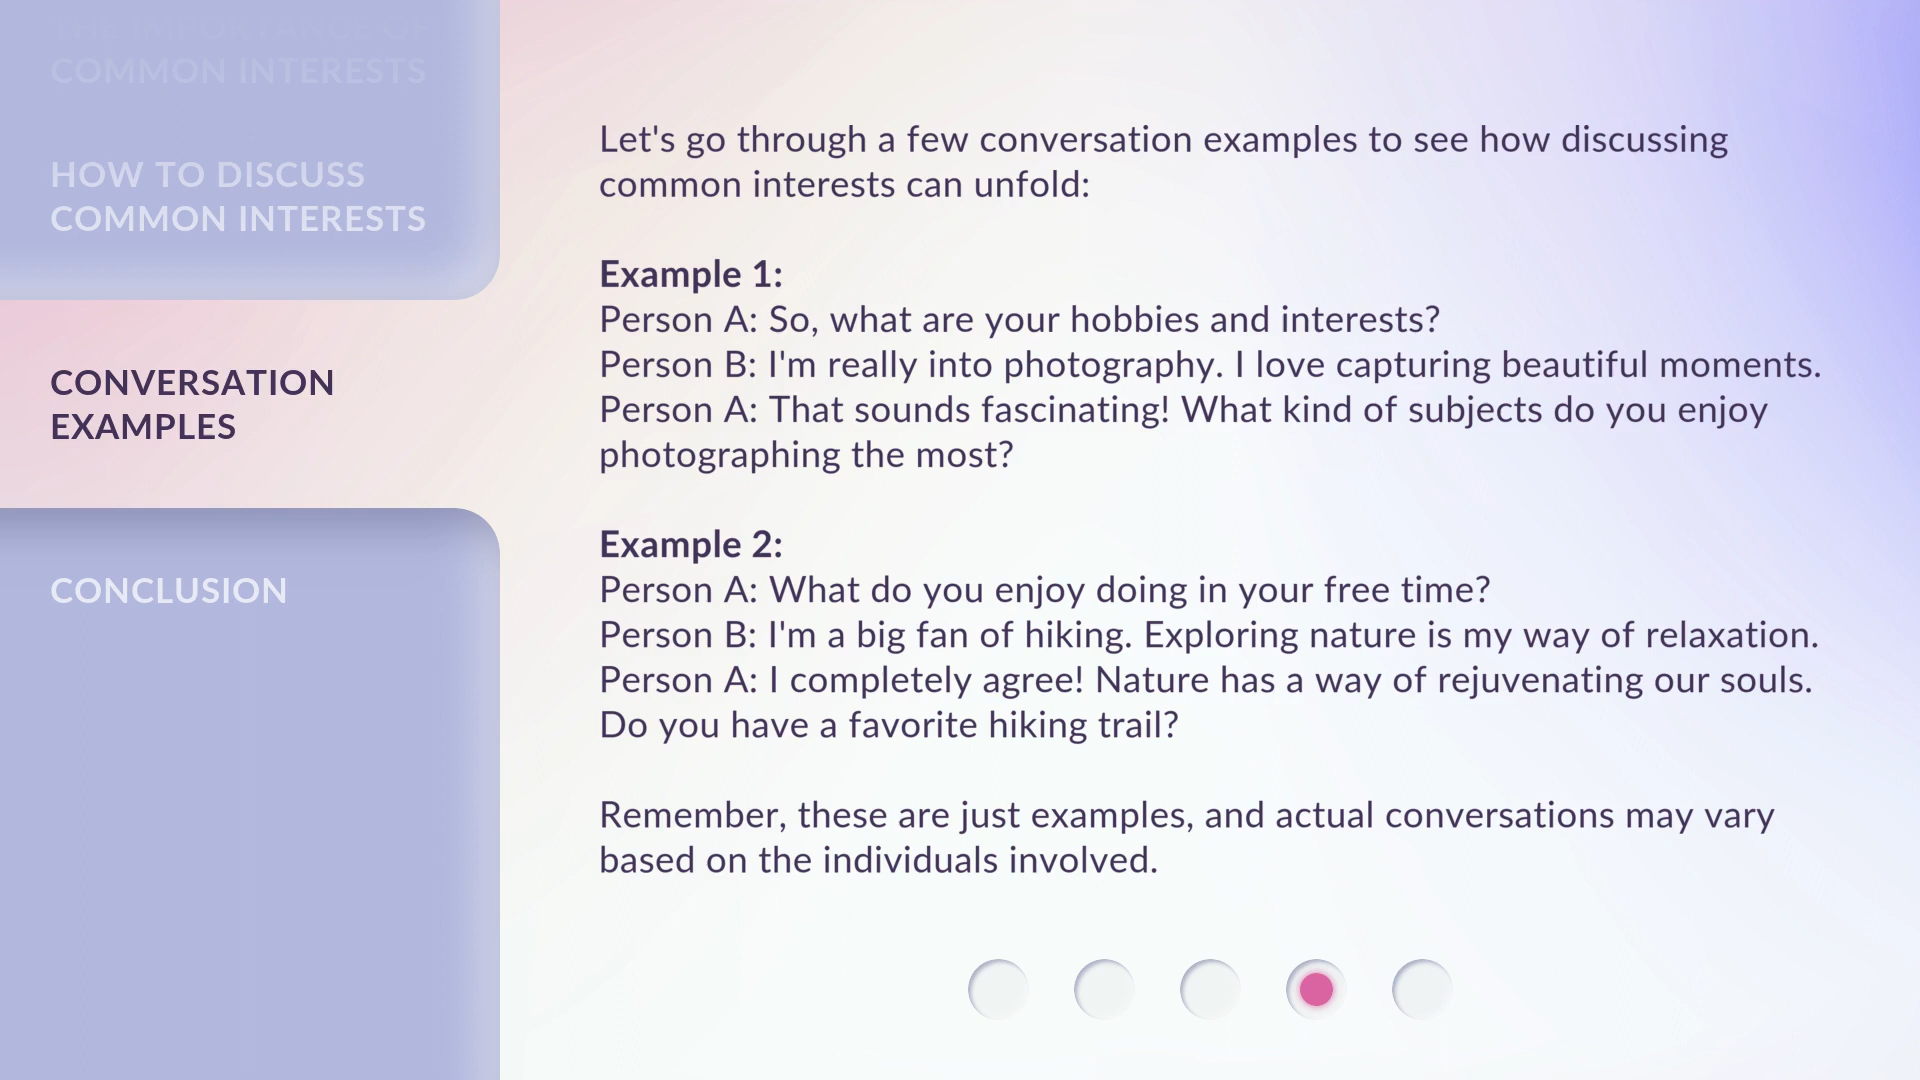 THE IMPORTANCE OF
COMMON INTERESTS
HOW TO DISCUSS
COMMON INTERESTS
CONVERSATION
EXAMPLES
CONCLUSION
Let's go through a few conversation examples to see how discussing
common interests can unfold:
Example 1:
Person A: So, what are your hobbies and interests?
Person B: I'm really into photography. I love capturing beautiful moments.
Person A: That sounds fascinating! What kind of subjects do you enjoy
photographing the most?
Example 2:
Person A: What do you enjoy doing in your free time?
Person B: I'm a big fan of hiking. Exploring nature is my way of relaxation.
Person A: I completely agree! Nature has a way of rejuvenating our souls.
Do you have a favorite hiking trail?
Remember, these are just examples, and actual conversations may vary
based on the individuals involved.